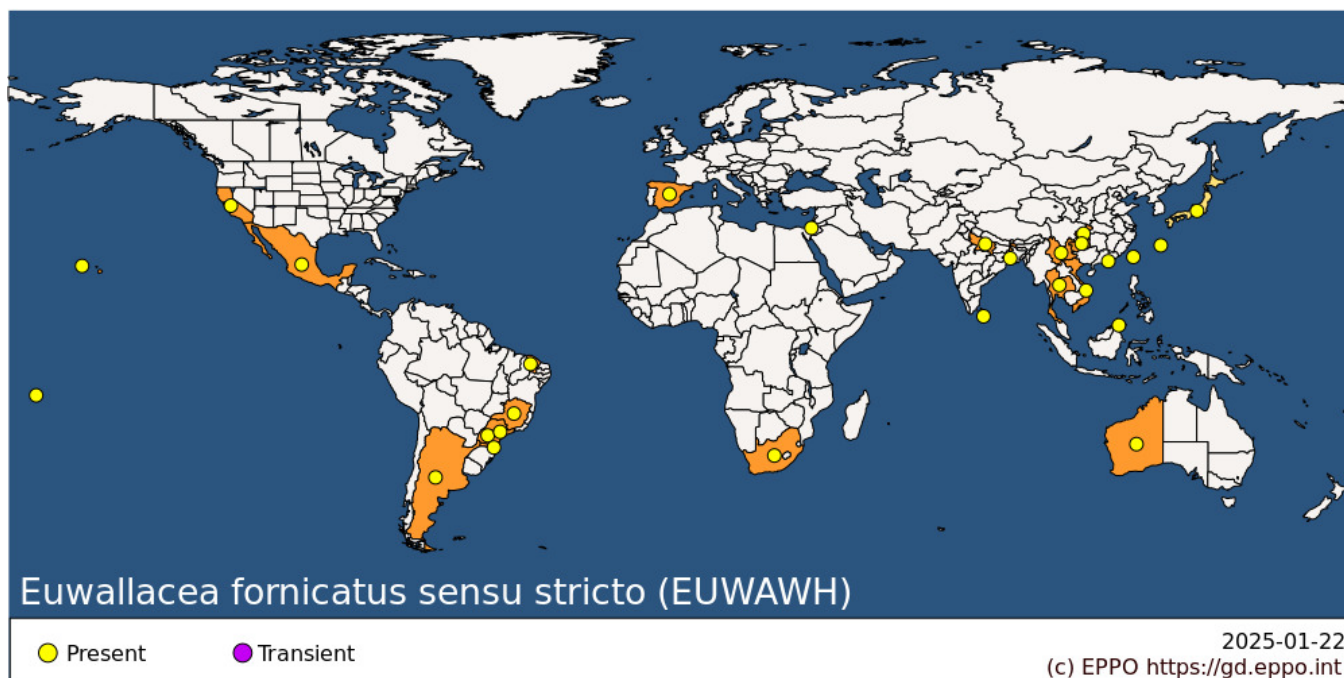 Euwallacea fornicatus sensu stricto (EUWAWH)
Present
Transient
2025-01-22
(c) EPPO https://gd.eppo.int